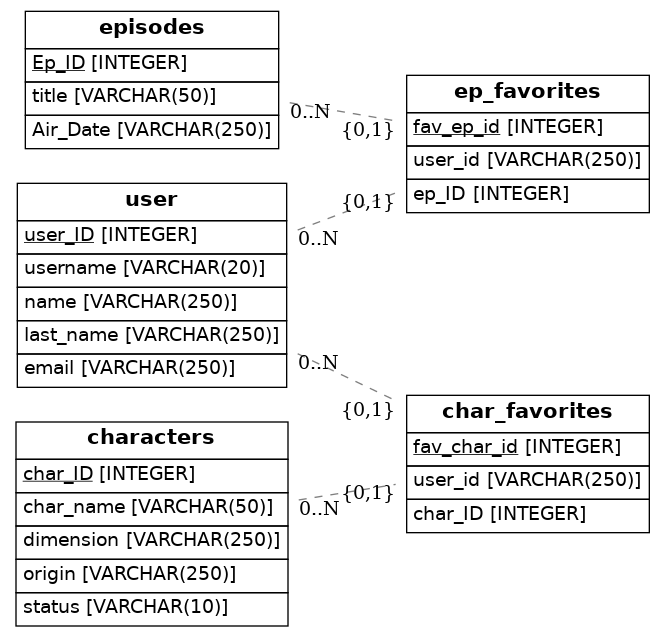 episodes
Ep_ID [INTEGER]
title [VARCHAR(50)]
Air_Date [VARCHAR(250)]
0..N
{0,1}
ep_favorites
fav_ep_id [INTEGER]
user_id [VARCHAR(250)]
ep_ID [INTEGER]
user
user_ID [INTEGER]
username [VARCHAR(20)]
name [VARCHAR(250)]
last_name [VARCHAR(250)]
email [VARCHAR(250)]
{0,1}
0..N
0..N
{0,1}
char_favorites
fav_char_id [INTEGER]
user_id [VARCHAR(250)]
char_ID [INTEGER]
characters
char_ID [INTEGER]
char_name [VARCHAR(50)]
dimension [VARCHAR(250)]
origin [VARCHAR(250)]
status [VARCHAR(10)]
{0,1}
0..N